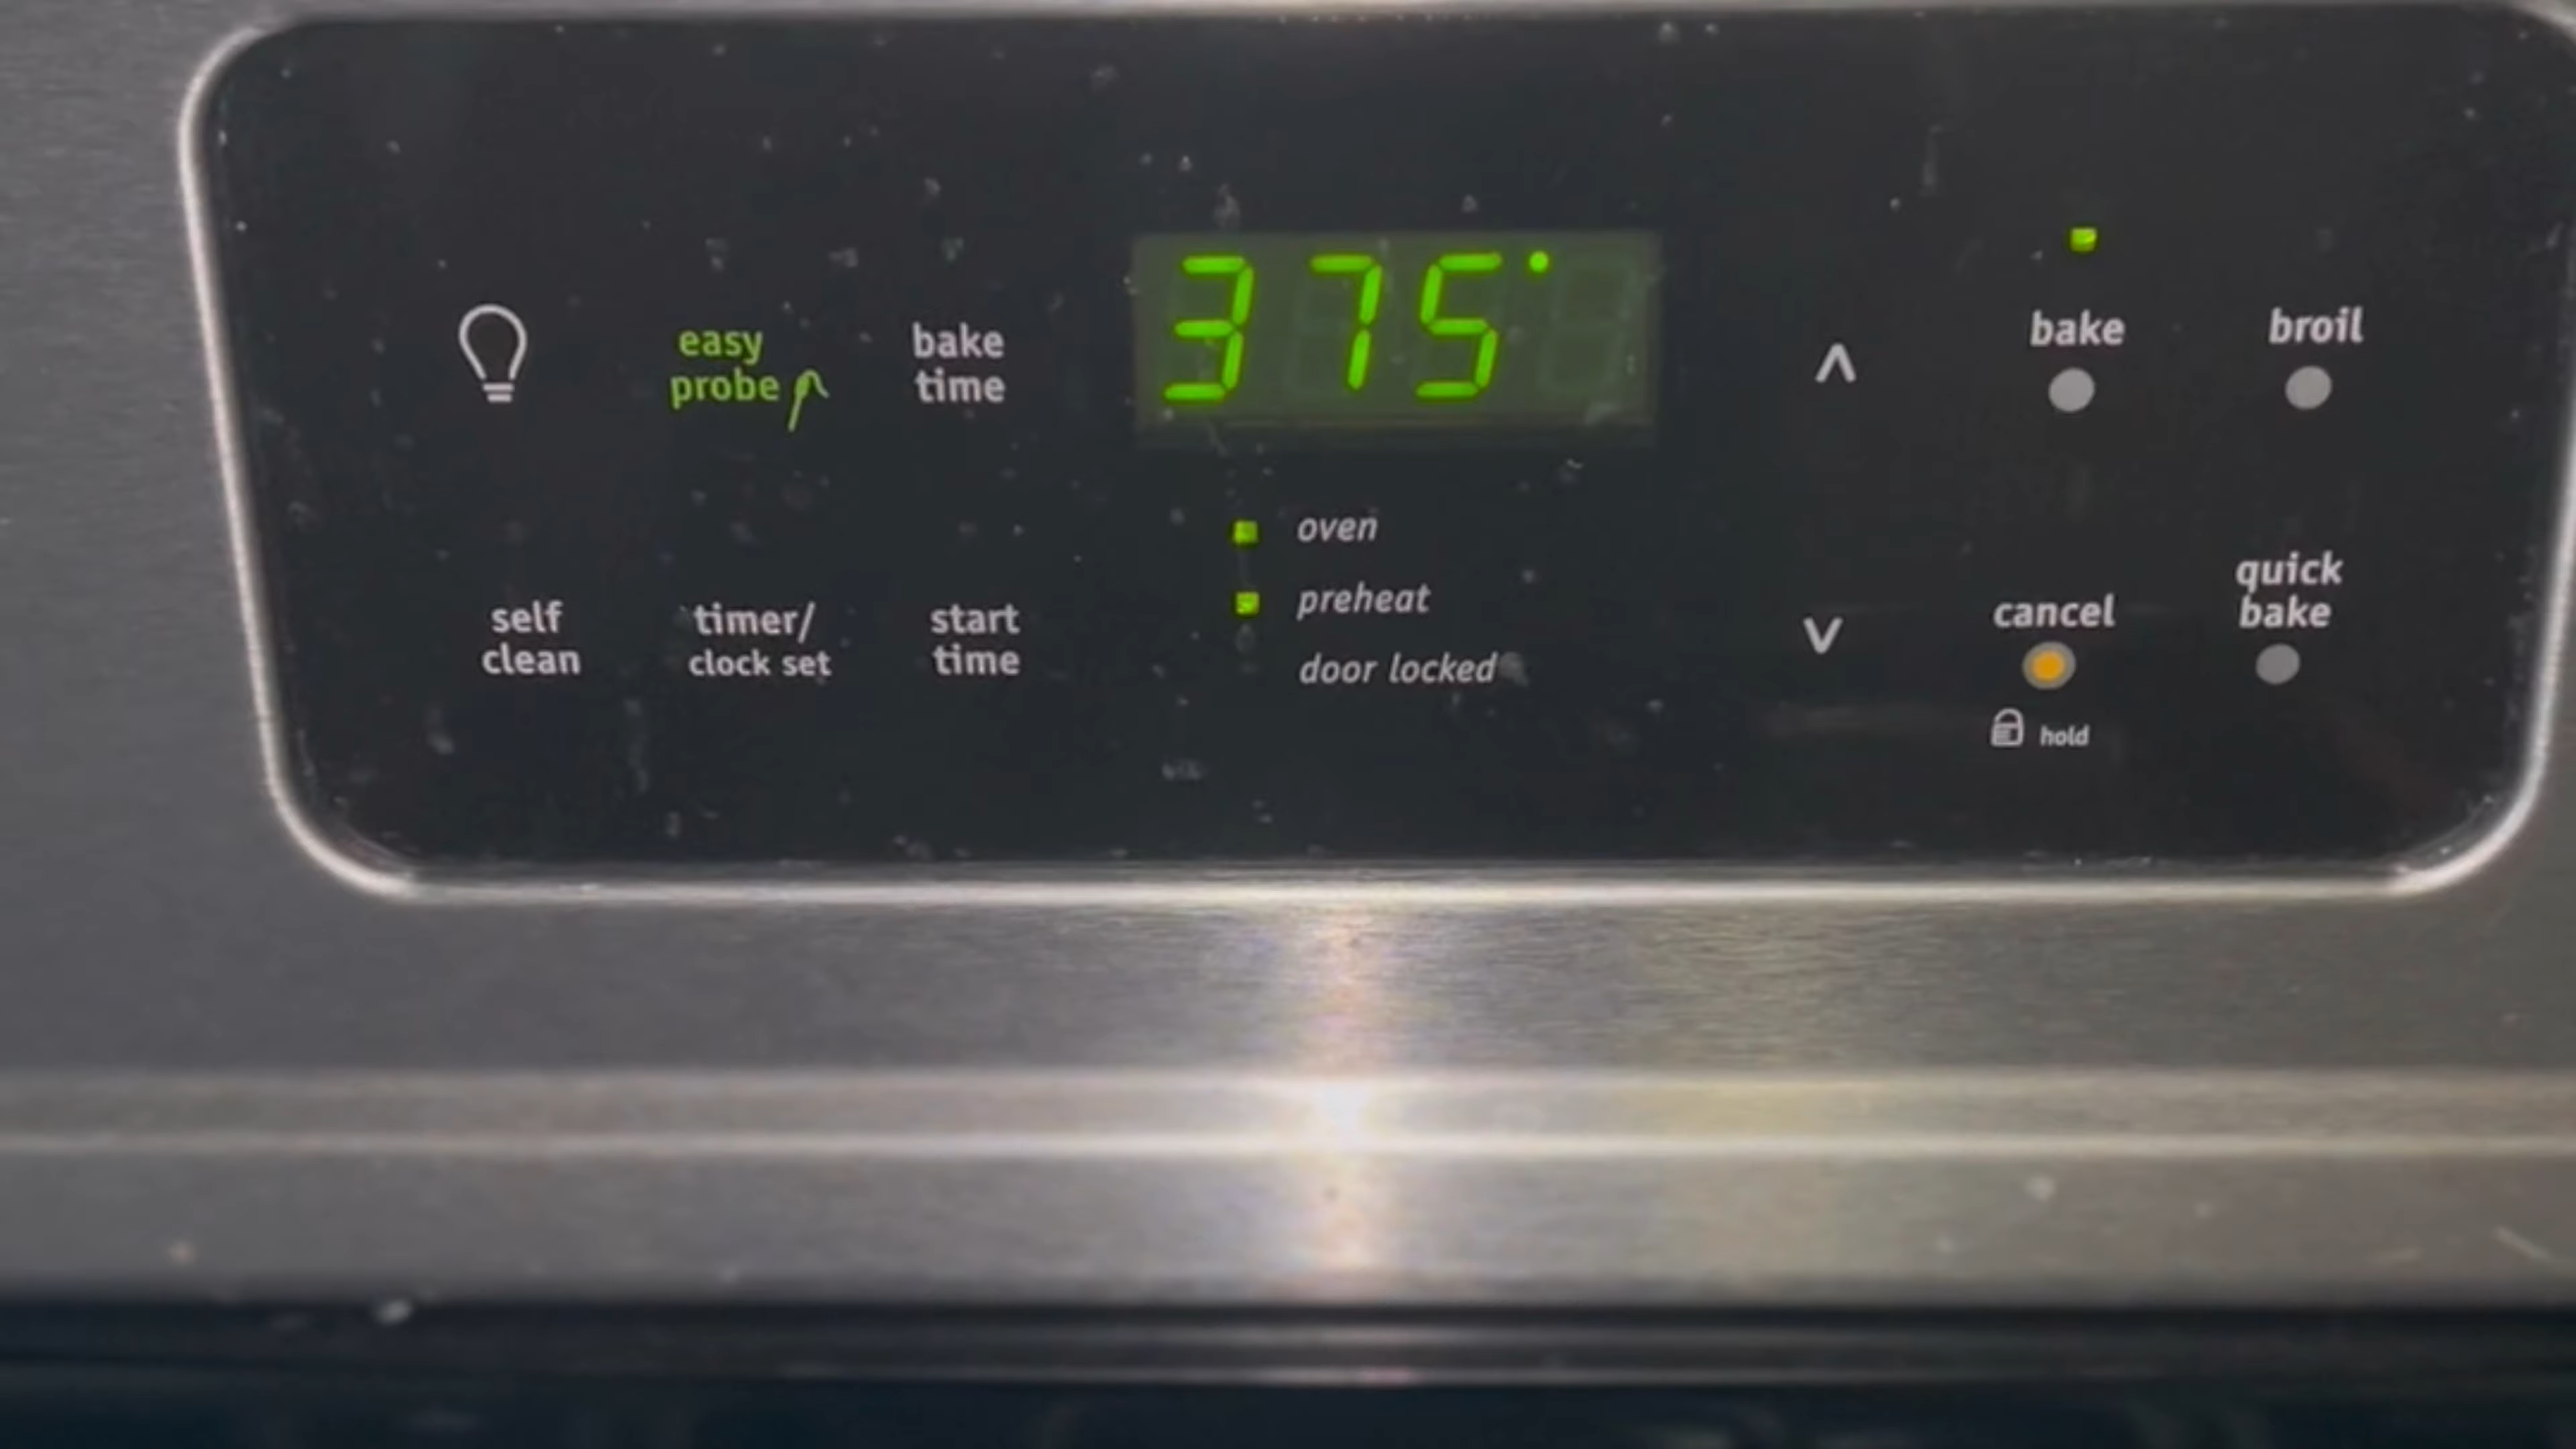 375°
bake
broil
easy
probe
bake
time
oven
preheat
door locked
self
clean
timer/
clock set
start
time
cancel
hold
quick
bake